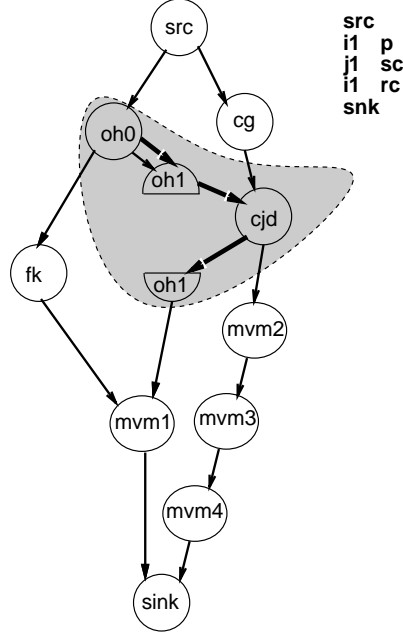 src
src
i1 p
j1 sc
i1 rc
snk
oh0
cg
oh1
cjd
fk
oh1
mvm2
mvm1
mvm3
mvm4
sink